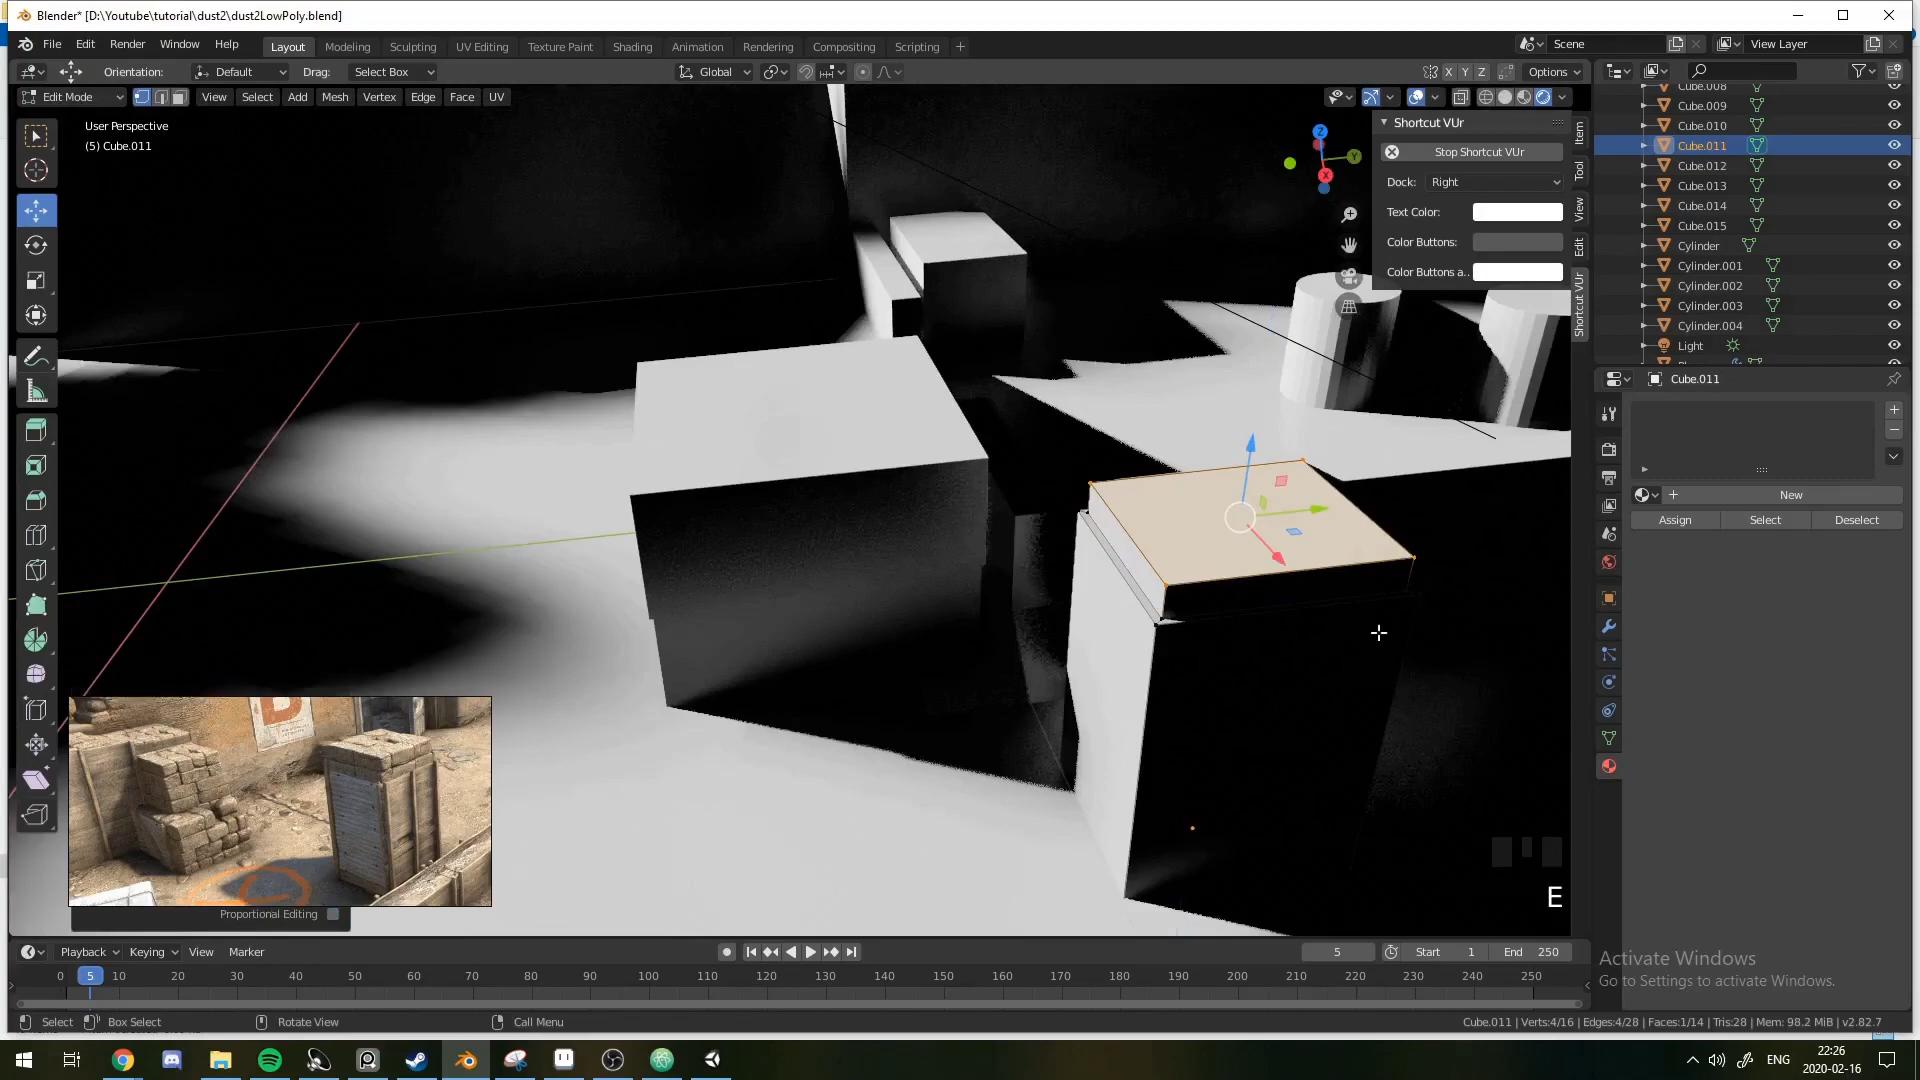 Blender* [D:\Youtube\tutorial\dust2\dust2LowPoly.blend]
File Edit Render Window Help Layout Modeling Sculpting UV Editing Texture Paint Shading Animation Rendering Compositing Scripting + Scene View Layer
Orientation: Default Drag: Select Box Global X Y Z Options
Edit Mode View Select Add Mesh Vertex Edge Face UV
User Perspective
(5) Cube.011
Z
Y
X
Shortcut VUr
Stop Shortcut VUr
Dock: Right
Text Color:
Color Buttons:
Color Buttons a..
Item
Tool
View
Edit
Shortcut VUr
Cube.008
Cube.009
Cube.010
Cube.011
Cube.012
Cube.013
Cube.014
Cube.015
Cylinder
Cylinder.001
Cylinder.002
Cylinder.003
Cylinder.004
Light
Cube.011
New
Assign Select Deselect
B
E
Proportional Editing
Playback Keying View Marker 5 Start 1 End 250
0 5 10 20 30 40 50 60 70 80 90 100 110 120 130 140 150 160 170 180 190 200 210 220 230 240 250
Activate Windows
Go to Settings to activate Windows.
Select Box Select Rotate View Call Menu Cube.011 | Verts:4/16 | Edges:4/28 | Faces:1/14 | Tris:28 | Mem: 98.2 MiB | v2.82.7
ENG 22:26
2020-02-16